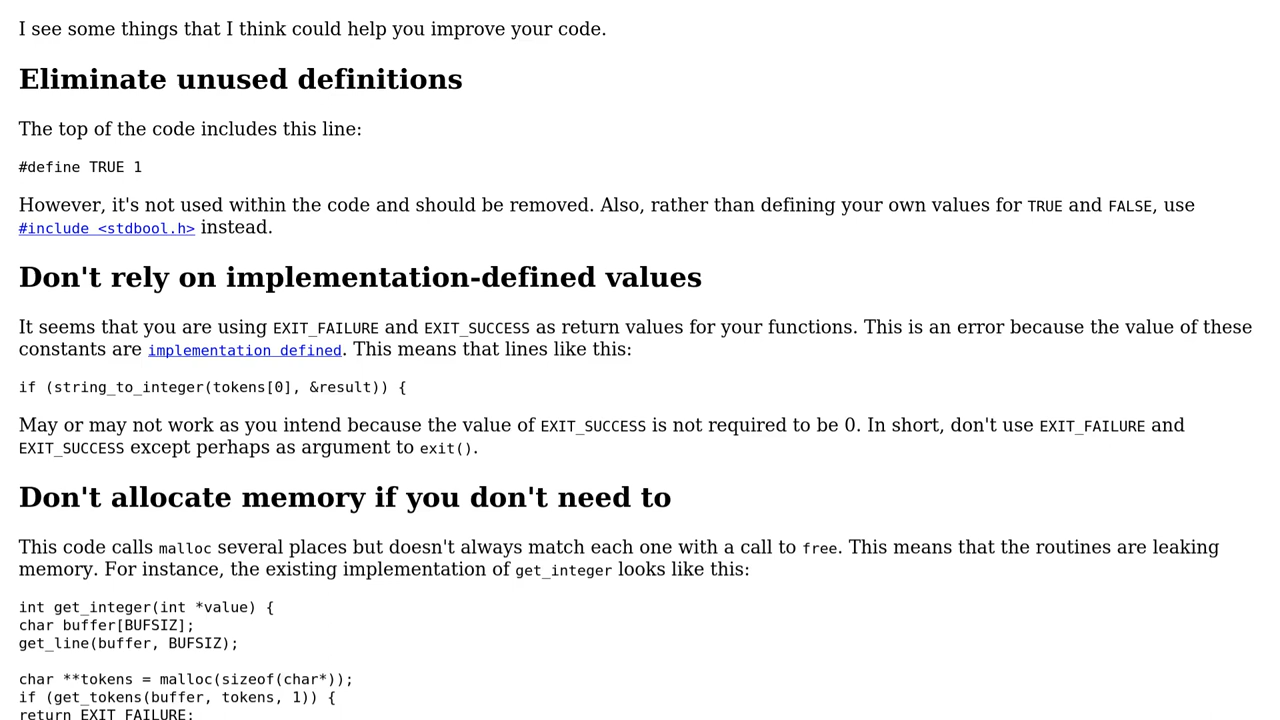 I see some things that I think could help you improve your code.
Eliminate unused definitions
The top of the code includes this line:
#define TRUE 1
However, it's not used within the code and should be removed. Also, rather than defining your own values for TRUE and FALSE, use
#include <stdbool.h> instead.
Don't rely on implementation-defined values
It seems that you are using EXIT_FAILURE and EXIT_SUCCESS as return values for your functions. This is an error because the value of these
constants are implementation defined. This means that lines like this:
if (string_to_integer(tokens[0], &result)) {
May or may not work as you intend because the value of EXIT_SUCCESS is not required to be 0. In short, don't use EXIT_FAILURE and
EXIT_SUCCESS except perhaps as argument to exit().
Don't allocate memory if you don't need to
This code calls malloc several places but doesn't always match each one with a call to free. This means that the routines are leaking
memory. For instance, the existing implementation of get_integer looks like this:
int get_integer(int *value) {
char buffer[BUFSIZ];
get_line(buffer, BUFSIZ);
char **tokens = malloc(sizeof(char*));
if (get_tokens(buffer, tokens, 1)) {
return EXIT_FAILURE;